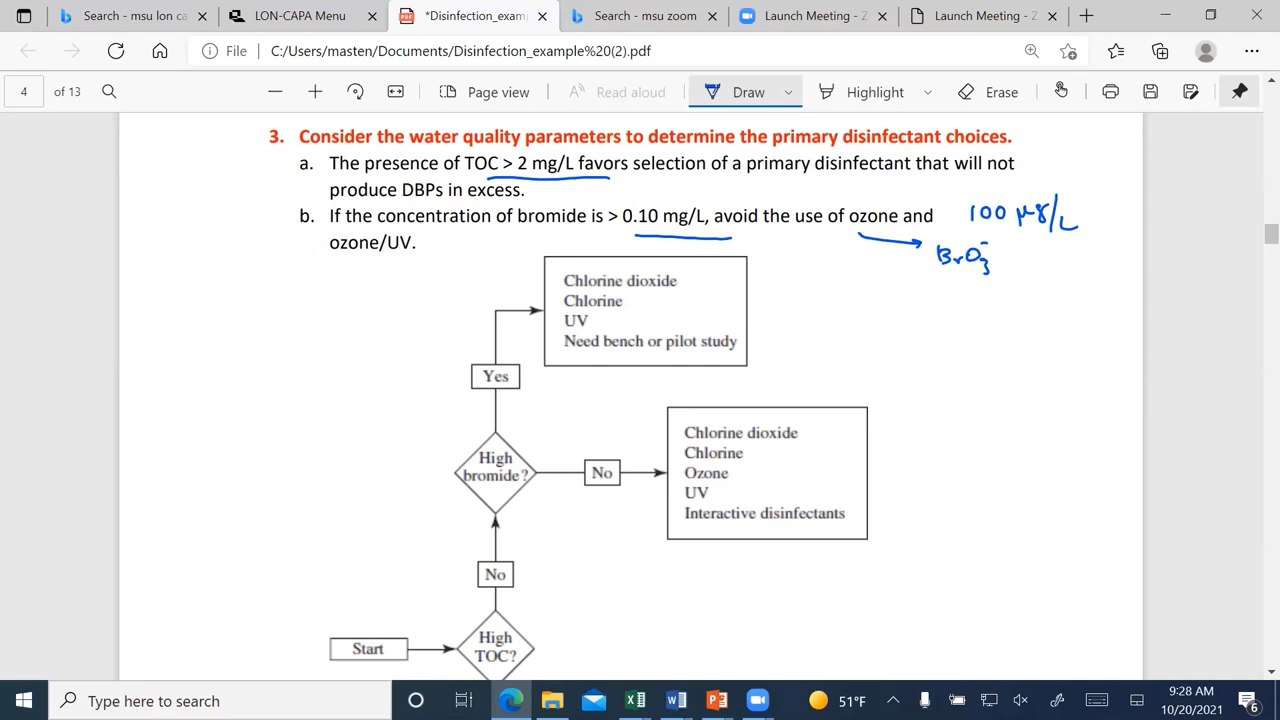 Search - msu lon ca
LON-CAPA Menu
*Disinfection_exam
Search - msu zoom
Launch Meeting - Z
Launch Meeting - Z
File
C:/Users/masten/Documents/Disinfection_example%20(2).pdf
4
of 13
Page view
Read aloud
Draw
Highlight
Erase
3. Consider the water quality parameters to determine the primary disinfectant choices.
a. The presence of TOC > 2 mg/L favors selection of a primary disinfectant that will not
produce DBPs in excess.
b. If the concentration of bromide is > 0.10 mg/L, avoid the use of ozone and
ozone/UV.
100 μg/L
BrO₃⁻
Chlorine dioxide
Chlorine
UV
Need bench or pilot study
Yes
High
bromide?
No
Chlorine dioxide
Chlorine
Ozone
UV
Interactive disinfectants
No
Start
High
TOC?
Type here to search
51°F
9:28 AM
10/20/2021
6